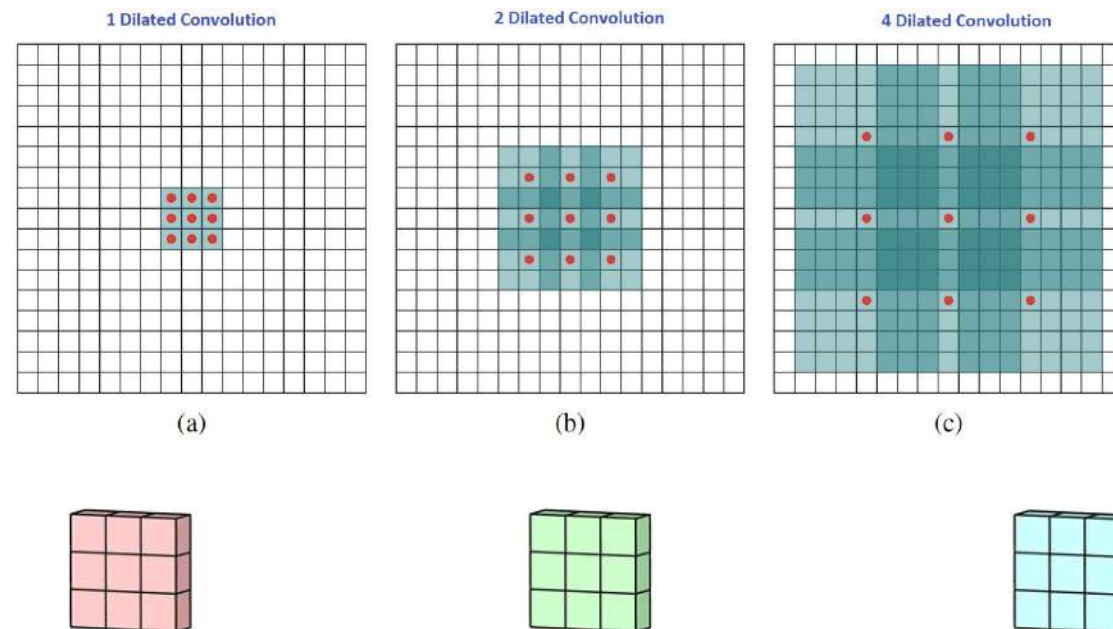 1 Dilated Convolution
2 Dilated Convolution
4 Dilated Convolution
(a)
(b)
(c)